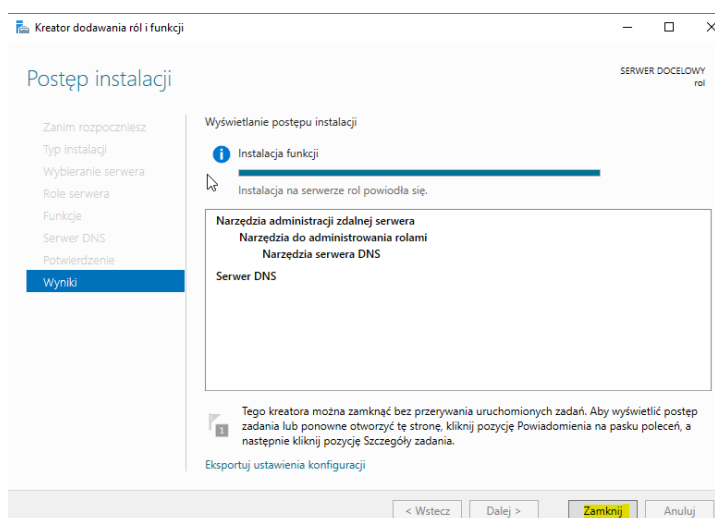 Kreator dodawania ról i funkcji
Postęp instalacji
SERWER DOCELOWY
rol
Zanim rozpoczniesz
Typ instalacji
Wybieranie serwera
Role serwera
Funkcje
Serwer DNS
Potwierdzenie
Wyniki
Wyświetlanie postępu instalacji
Instalacja funkcji
Instalacja na serwerze rol powiodła się.
Narzędzia administracji zdalnej serwera
Narzędzia do administrowania rolami
Narzędzia serwera DNS
Serwer DNS
1
Tego kreatora można zamknąć bez przerywania uruchomionych zadań. Aby wyświetlić postęp
zadania lub ponowne otworzyć tę stronę, kliknij pozycję Powiadomienia na pasku poleceń, a
następnie kliknij pozycję Szczegóły zadania.
Eksportuj ustawienia konfiguracji
< Wstecz
Dalej >
Zamknij
Anuluj